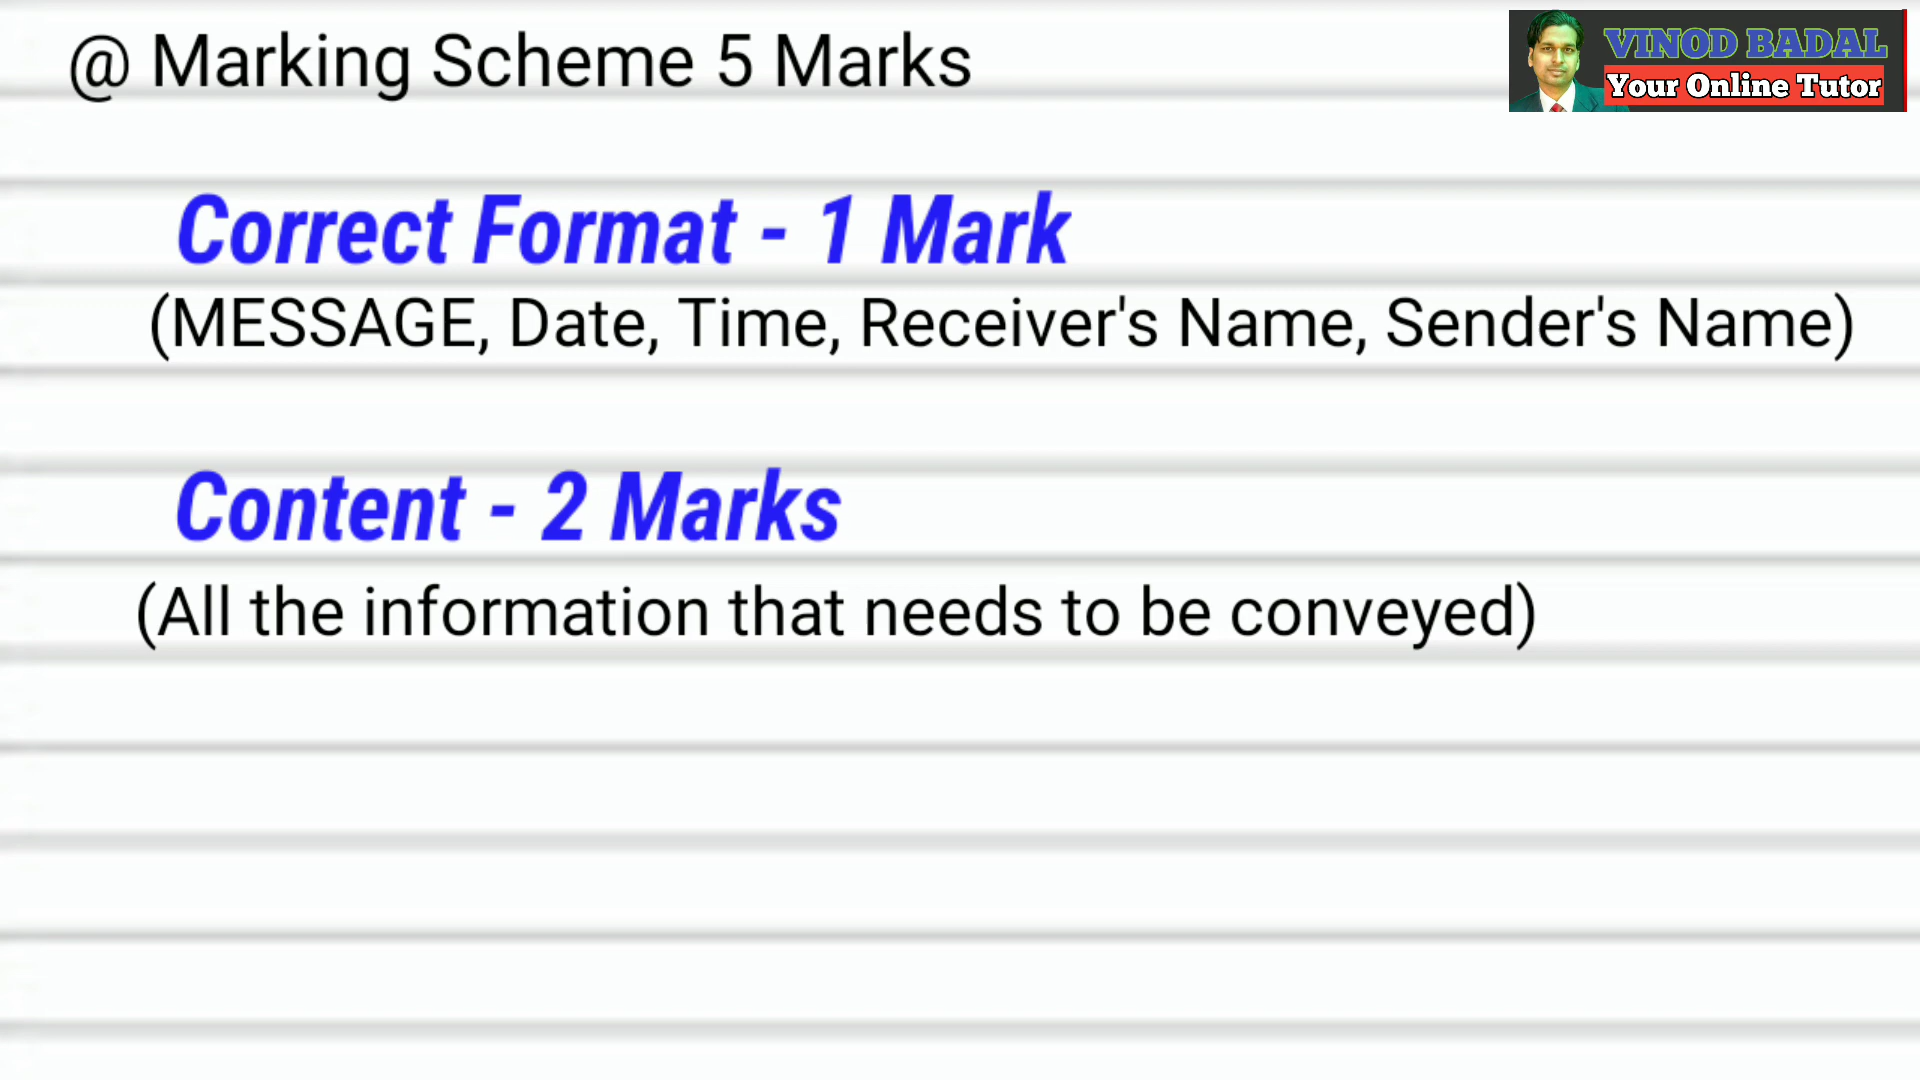 @ Marking Scheme 5 Marks
VINOD BADAL
Your Online Tutor
Correct Format - 1 Mark
(MESSAGE, Date, Time, Receiver's Name, Sender's Name)
Content - 2 Marks
(All the information that needs to be conveyed)